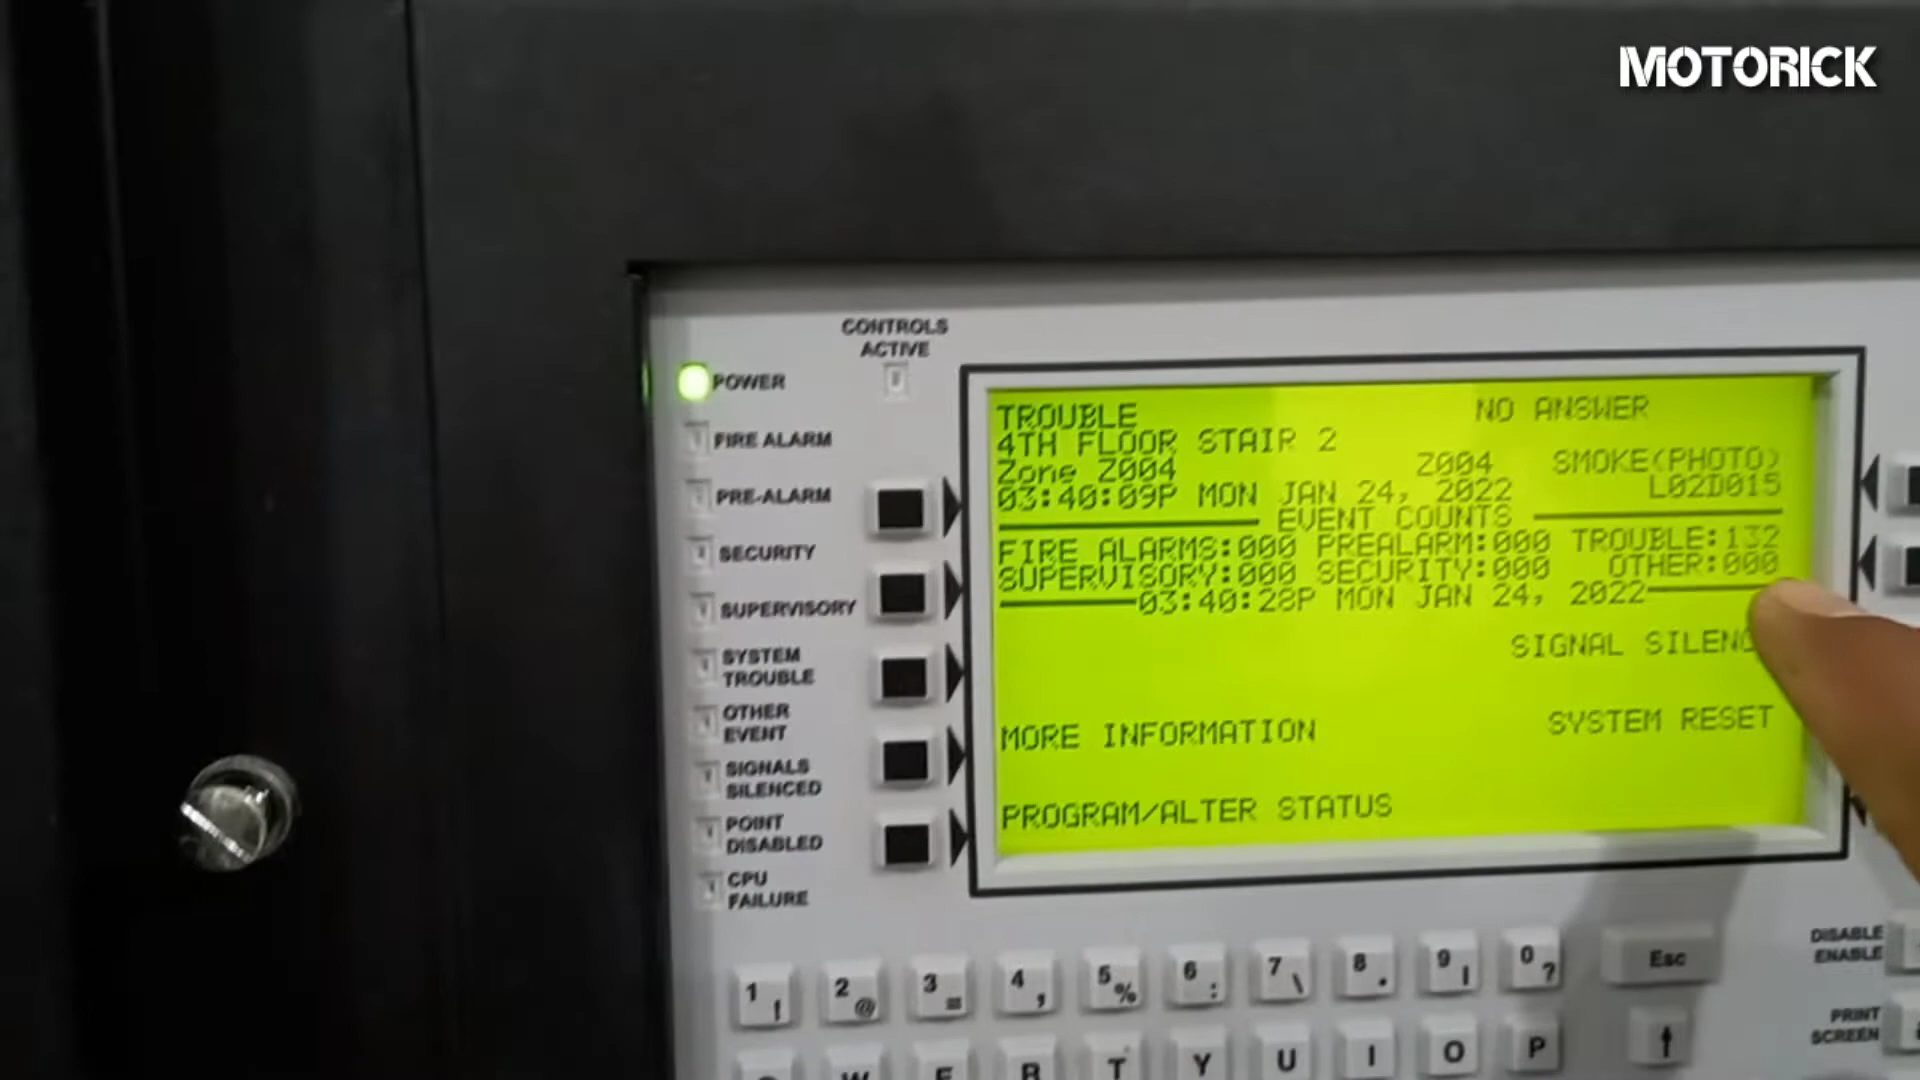 MOTORICK
CONTROLS
ACTIVE
POWER
FIRE ALARM
PRE-ALARM
SECURITY
SUPERVISORY
SYSTEM
TROUBLE
OTHER
EVENT
SIGNALS
SILENCED
POINT
DISABLED
CPU
FAILURE
TROUBLE NO ANSWER
4TH FLOOR STAIR 2
Zone Z004 Z004 SMOKE(PHOTO)
03:40:09P MON JAN 24, 2022 L02D015
EVENT COUNTS
FIRE ALARMS:000 PREALARM:000 TROUBLE:132
SUPERVISORY:000 SECURITY:000 OTHER:000
03:40:28P MON JAN 24, 2022
SIGNAL SILENC
MORE INFORMATION SYSTEM RESET
PROGRAM/ALTER STATUS
1 ! 2 @ 3 = 4 , 5 % 6 : 7 \ 8 . 9 | 0 ? Esc
DISABLE
ENABLE
W E R T Y U I O P
PRINT
SCREEN